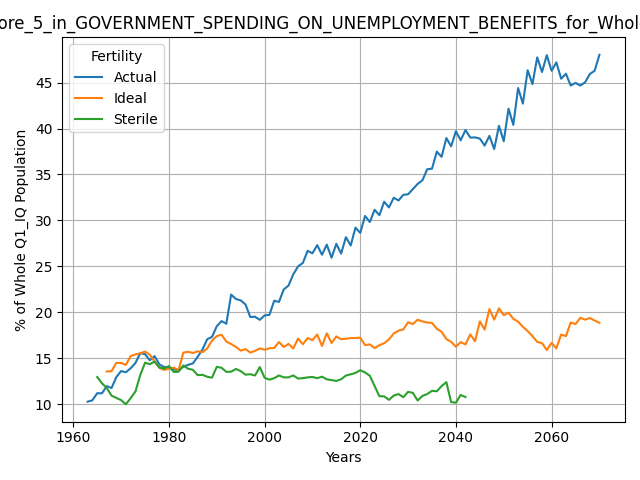 ore_5_in_GOVERNMENT_SPENDING_ON_UNEMPLOYMENT_BENEFITS_for_Whol
Fertility
Actual
Ideal
Sterile
% of Whole Q1_IQ Population
45
40
35
30
25
20
15
10
1960
1980
2000
2020
2040
2060
Years